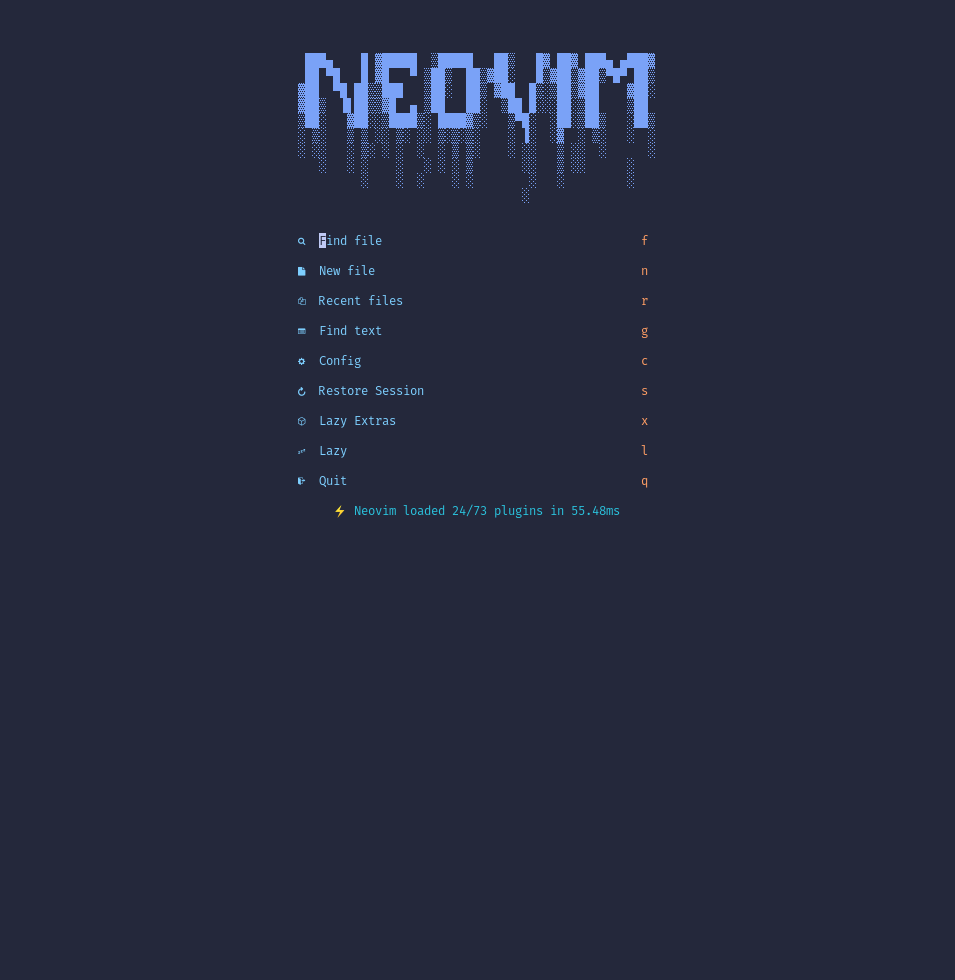 NEOVIM
Find file f
New file n
Recent files r
Find text g
Config c
Restore Session s
Lazy Extras x
Lazy l
Quit q
⚡ Neovim loaded 24/73 plugins in 55.48ms